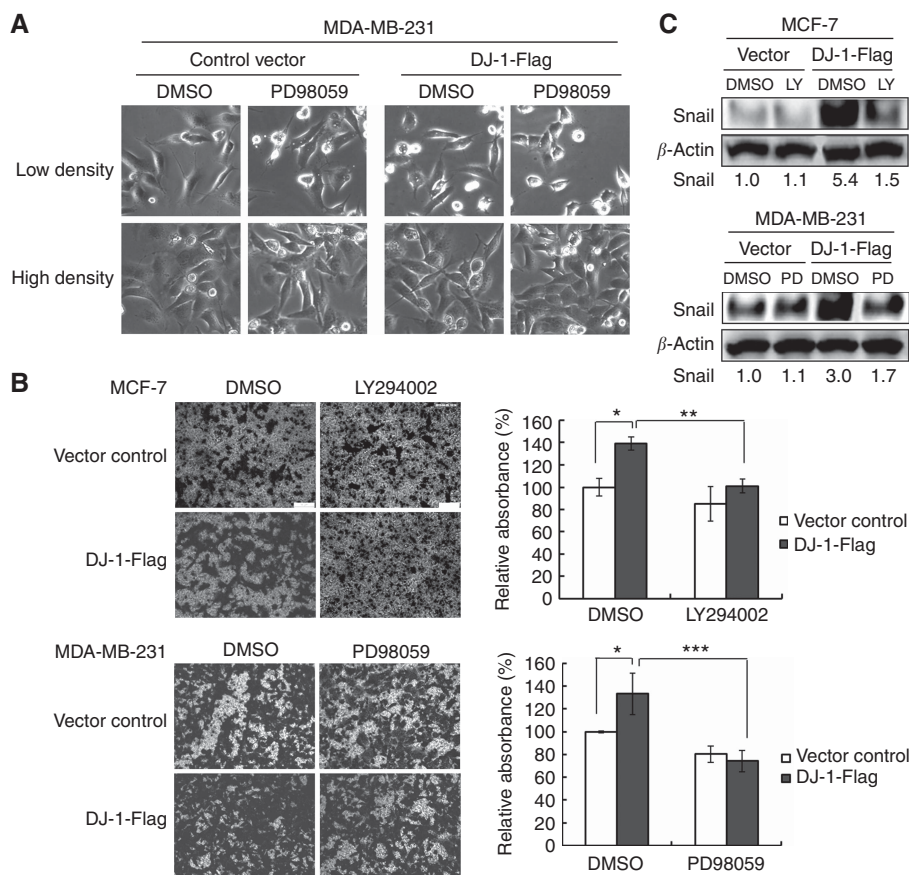 A
MDA-MB-231
Control vector DJ-1-Flag
DMSO PD98059 DMSO PD98059
Low density
High density
B
MCF-7 DMSO LY294002
Vector control
DJ-1-Flag
Relative absorbance (%)
160
140
120
100
80
60
40
20
0
* **
DMSO LY294002
Vector control
DJ-1-Flag
MDA-MB-231 DMSO PD98059
Vector control
DJ-1-Flag
Relative absorbance (%)
160
140
120
100
80
60
40
20
0
* ***
DMSO PD98059
Vector control
DJ-1-Flag
C
MCF-7
Vector DJ-1-Flag
DMSO LY DMSO LY
Snail
β-Actin
Snail 1.0 1.1 5.4 1.5
MDA-MB-231
Vector DJ-1-Flag
DMSO PD DMSO PD
Snail
β-Actin
Snail 1.0 1.1 3.0 1.7